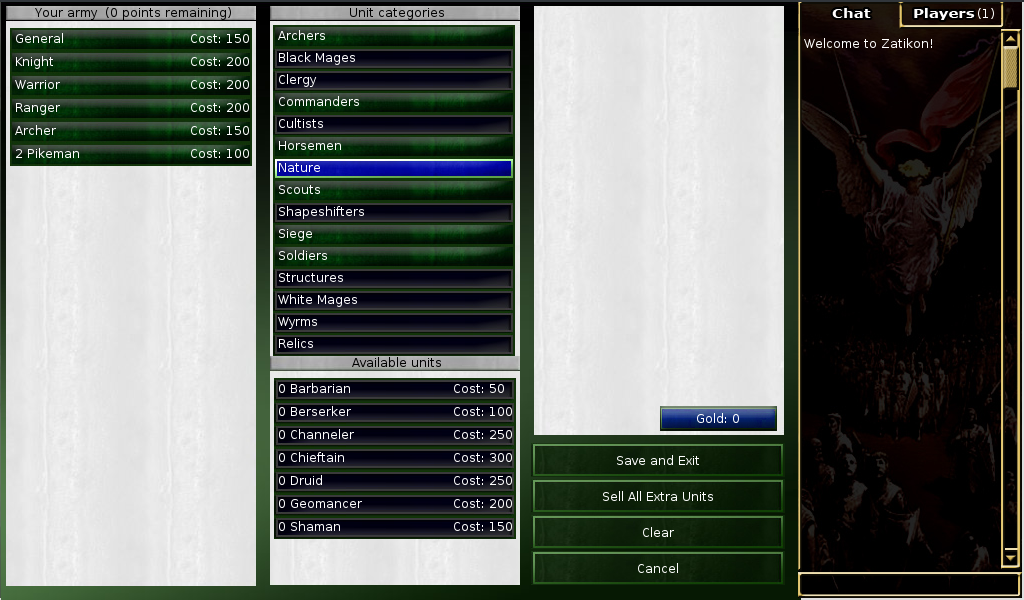 Your army (0 points remaining)
General Cost: 150
Knight Cost: 200
Warrior Cost: 200
Ranger Cost: 200
Archer Cost: 150
2 Pikeman Cost: 100
Unit categories
Archers
Black Mages
Clergy
Commanders
Cultists
Horsemen
Nature
Scouts
Shapeshifters
Siege
Soldiers
Structures
White Mages
Wyrms
Relics
Available units
0 Barbarian Cost: 50
0 Berserker Cost: 100
0 Channeler Cost: 250
0 Chieftain Cost: 300
0 Druid Cost: 250
0 Geomancer Cost: 200
0 Shaman Cost: 150
Gold: 0
Save and Exit
Sell All Extra Units
Clear
Cancel
Chat Players (1)
Welcome to Zatikon!